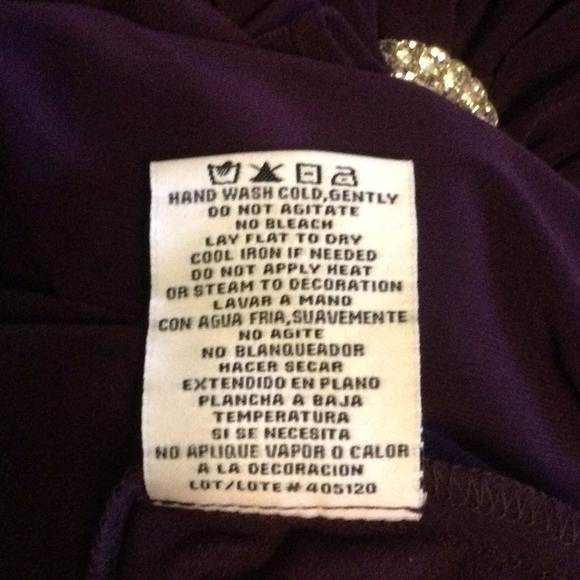 HAND WASH COLD,GENTLY
DO NOT AGITATE
NO BLEACH
LAY FLAT TO DRY
COOL IRON IF NEEDED
DO NOT APPLY HEAT
OR STEAM TO DECORATION
LAVAR A MANO
CON AGUA FRIA,SUAVEMENTE
NO AGITE
NO BLANQUEADOR
HACER SECAR
EXTENDIDO EN PLANO
PLANCHA A BAJA
TEMPERATURA
SI SE NECESITA
NO APLIQUE VAPOR O CALOR
A LA DECORACION
LOT/LOTE # 405120